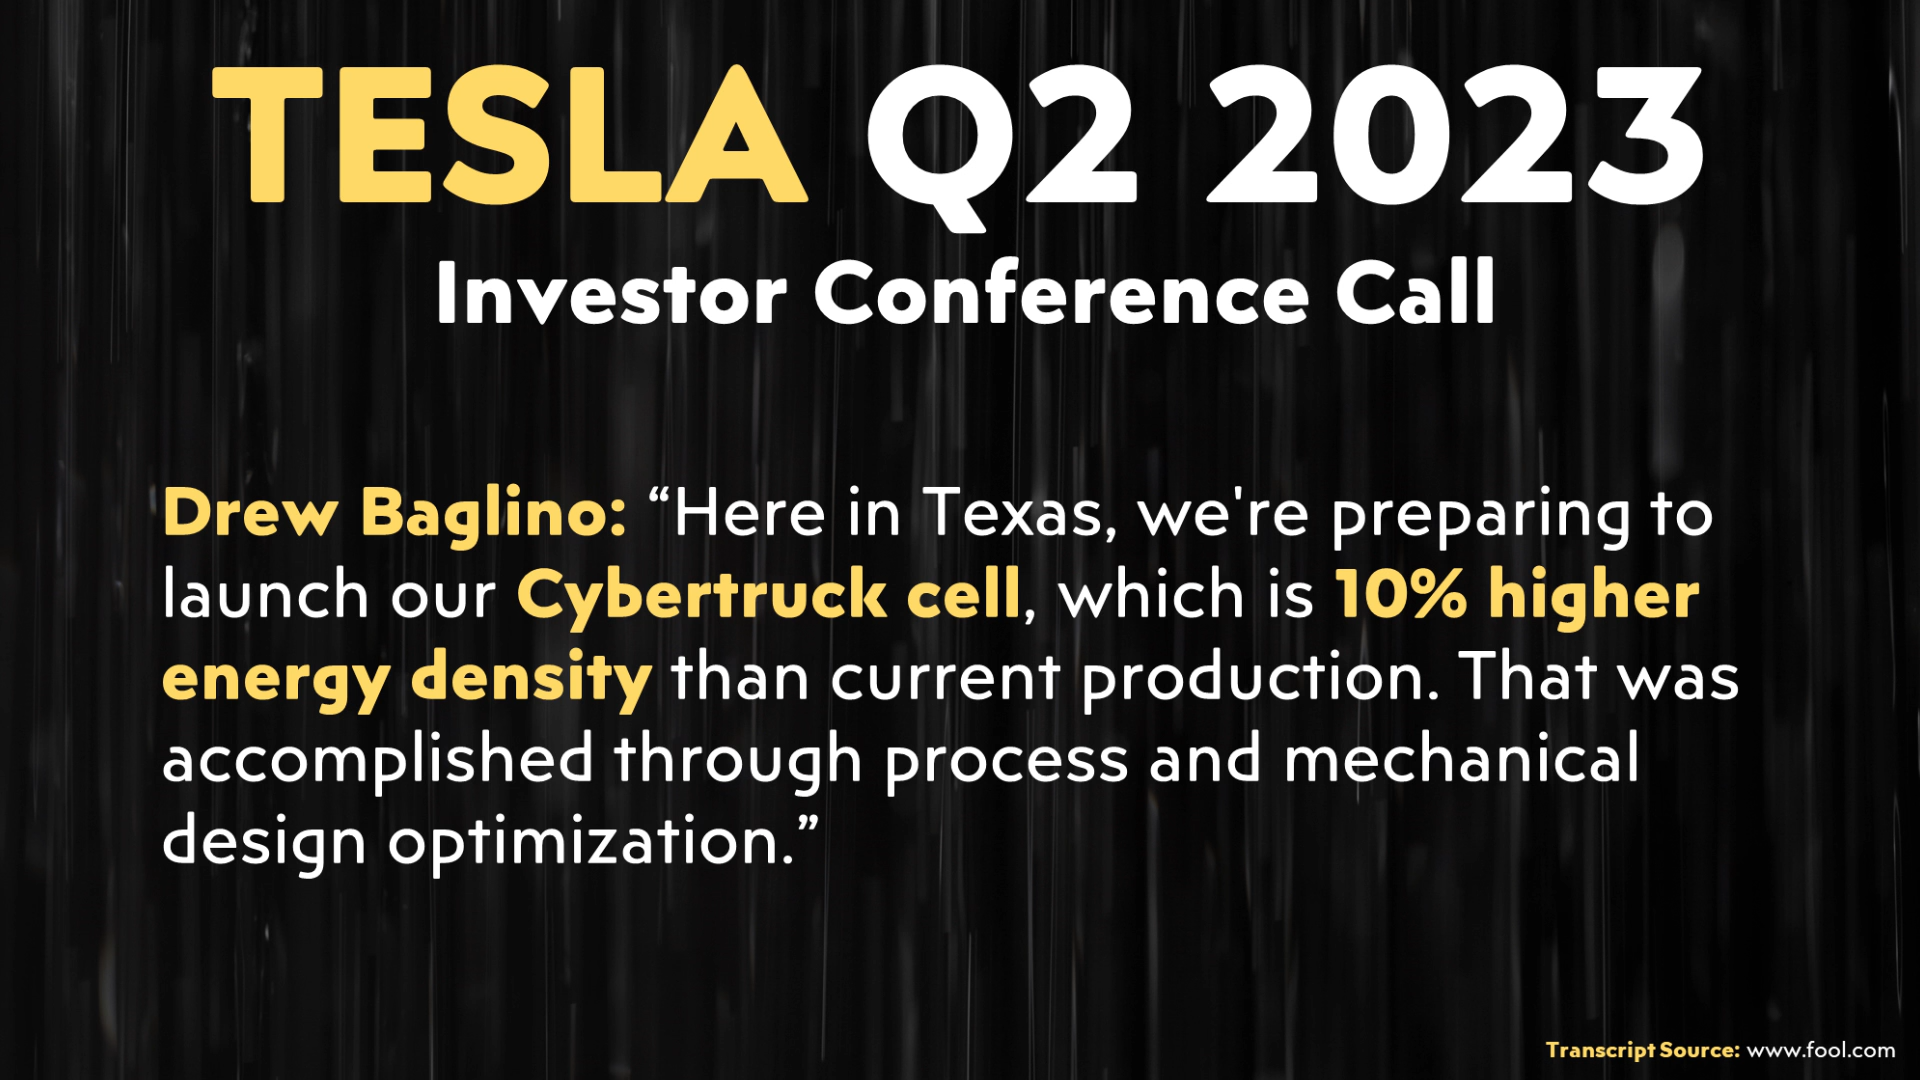 TESLA Q2 2023
Investor Conference Call
Drew Baglino: “Here in Texas, we're preparing to
launch our Cybertruck cell, which is 10% higher
energy density than current production. That was
accomplished through process and mechanical
design optimization.”
Transcript Source: www.fool.com